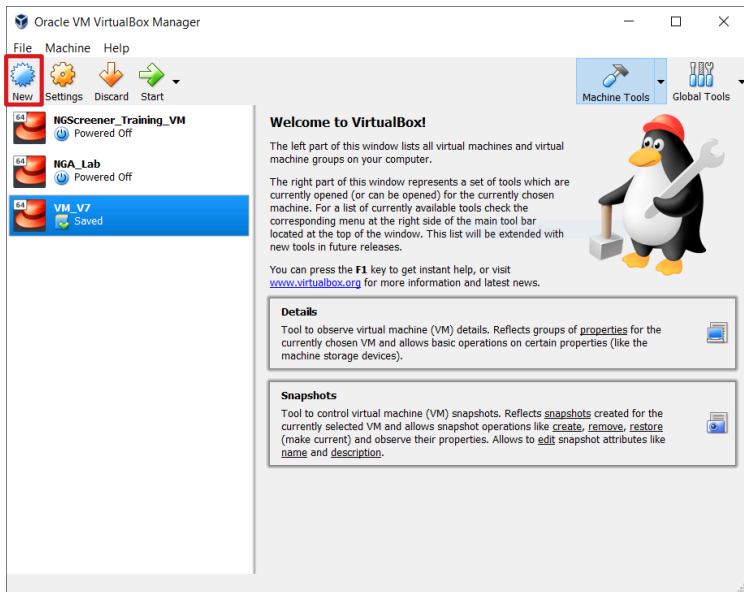 Oracle VM VirtualBox Manager
File Machine Help
New Settings Discard Start
Machine Tools Global Tools
64 NGScreener_Training_VM
Powered Off
64 NGA_Lab
Powered Off
64 VM_V7
Saved
Welcome to VirtualBox!
The left part of this window lists all virtual machines and virtual
machine groups on your computer.
The right part of this window represents a set of tools which are
currently opened (or can be opened) for the currently chosen
machine. For a list of currently available tools check the
corresponding menu at the right side of the main tool bar
located at the top of the window. This list will be extended with
new tools in future releases.
You can press the F1 key to get instant help, or visit
www.virtualbox.org for more information and latest news.
Details
Tool to observe virtual machine (VM) details. Reflects groups of properties for the
currently chosen VM and allows basic operations on certain properties (like the
machine storage devices).
Snapshots
Tool to control virtual machine (VM) snapshots. Reflects snapshots created for the
currently selected VM and allows snapshot operations like create, remove, restore
(make current) and observe their properties. Allows to edit snapshot attributes like
name and description.